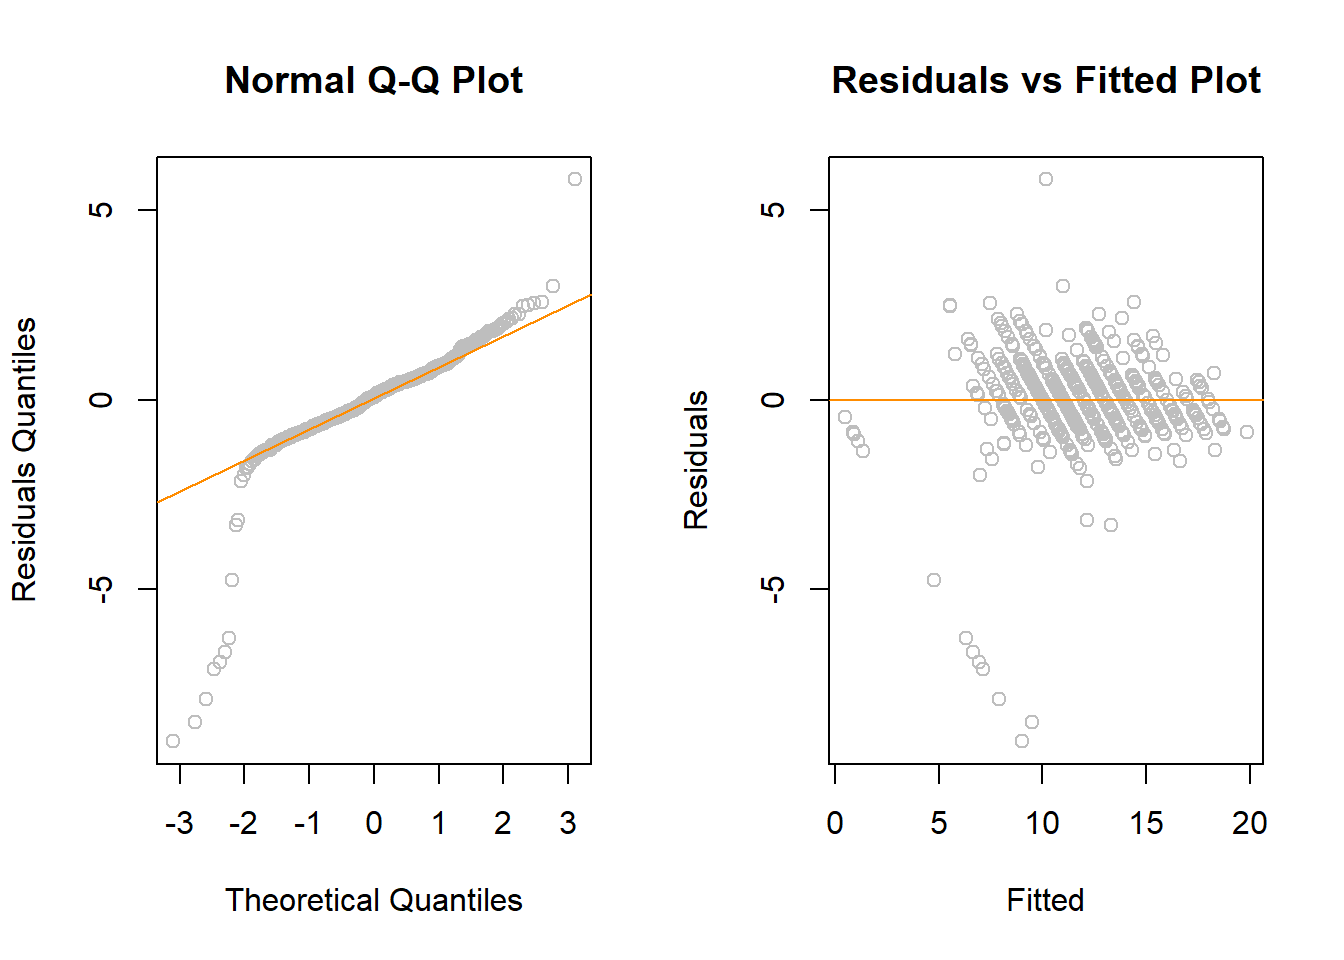 Normal Q-Q Plot
Residuals Quantiles
5
0
-5
-3 -2 -1 0 1 2 3
Theoretical Quantiles
Residuals vs Fitted Plot
Residuals
5
0
-5
0 5 10 15 20
Fitted